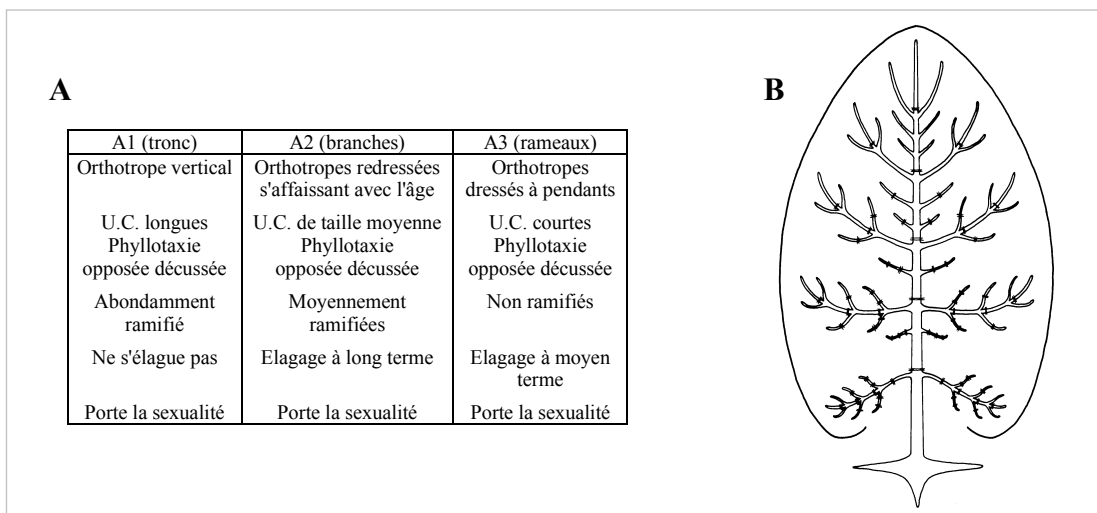 A
B
A1 (tronc) A2 (branches) A3 (rameaux)
Orthotrope vertical Orthotropes redressées s'affaissant avec l'âge Orthotropes dressés à pendants
U.C. longues U.C. de taille moyenne U.C. courtes
Phyllotaxie opposée décussée Phyllotaxie opposée décussée Phyllotaxie opposée décussée
Abondamment ramifié Moyennement ramifiées Non ramifiés
Ne s'élague pas Elagage à long terme Elagage à moyen terme
Porte la sexualité Porte la sexualité Porte la sexualité